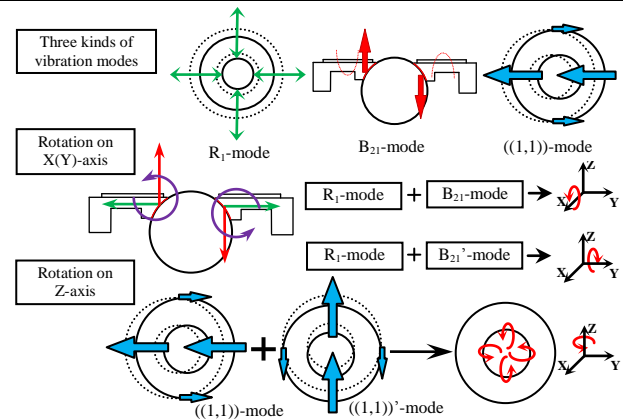 Three kinds of
vibration modes
R₁-mode
B₂₁-mode
((1,1))-mode
Rotation on
X(Y)-axis
R₁-mode + B₂₁-mode
Z
X
Y
R₁-mode + B₂₁'-mode
Z
X
Y
Rotation on
Z-axis
+
Z
X
Y
((1,1))-mode
((1,1))'-mode